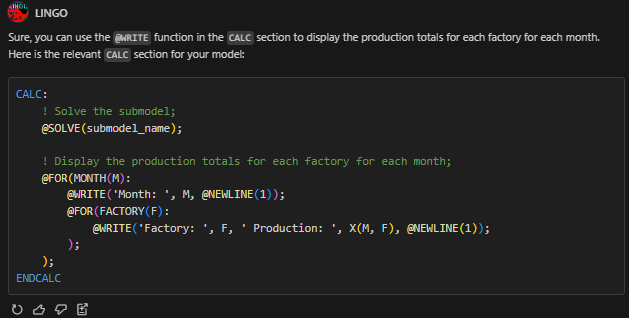 LINGO
LINGO
Sure, you can use the @WRITE function in the CALC section to display the production totals for each factory for each month.
Here is the relevant CALC section for your model:
CALC:
    ! Solve the submodel;
    @SOLVE(submodel_name);

    ! Display the production totals for each factory for each month;
    @FOR(MONTH(M):
        @WRITE('Month: ', M, @NEWLINE(1));
        @FOR(FACTORY(F):
            @WRITE('Factory: ', F, ' Production: ', X(M, F), @NEWLINE(1));
        );
    );
ENDCALC